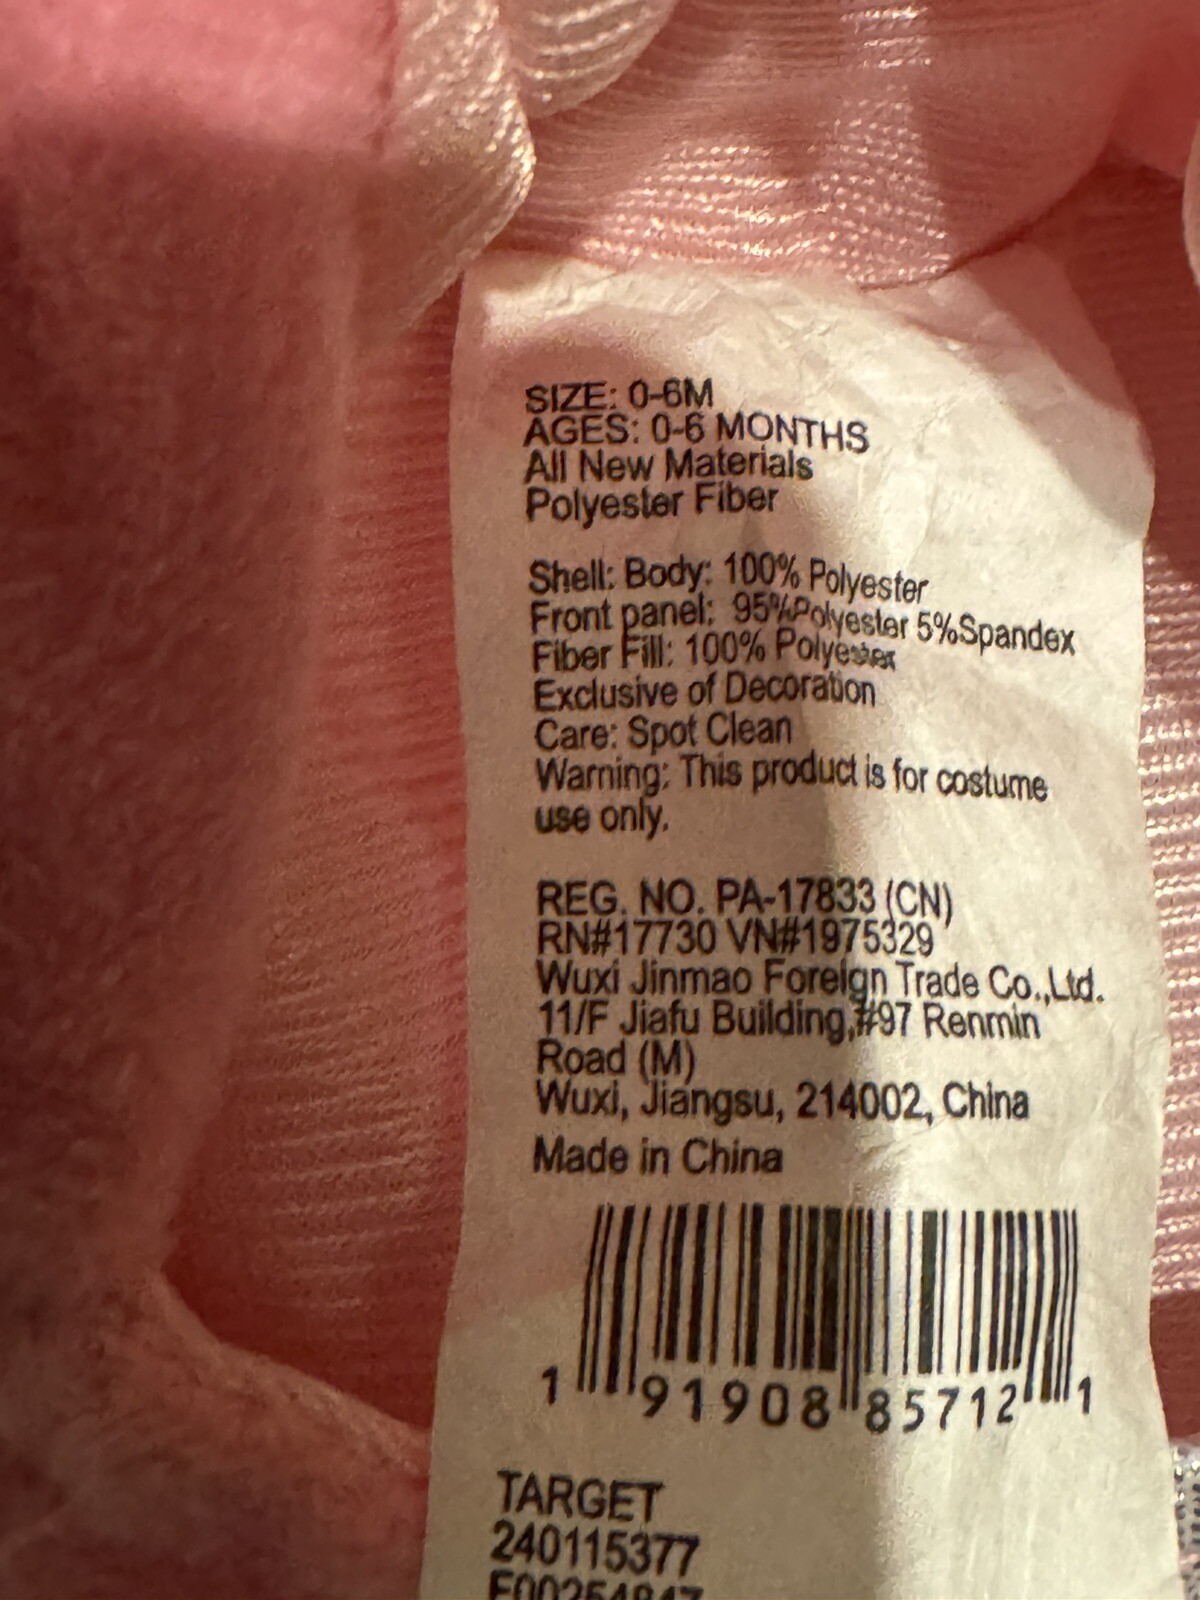 SIZE: 0-6M
AGES: 0-6 MONTHS
All New Materials
Polyester Fiber
Shell: Body: 100% Polyester
Front panel: 95%Polyester 5%Spandex
Fiber Fill: 100% Polyester
Exclusive of Decoration
Care: Spot Clean
Warning: This product is for costume
use only.
REG. NO. PA-17833 (CN)
RN#17730 VN#1975329
Wuxi Jinmao Foreign Trade Co.,Ltd.
11/F Jiafu Building,#97 Renmin
Road (M)
Wuxi, Jiangsu, 214002, China
Made in China
1 91908 85712 1
TARGET
240115377
E00254847